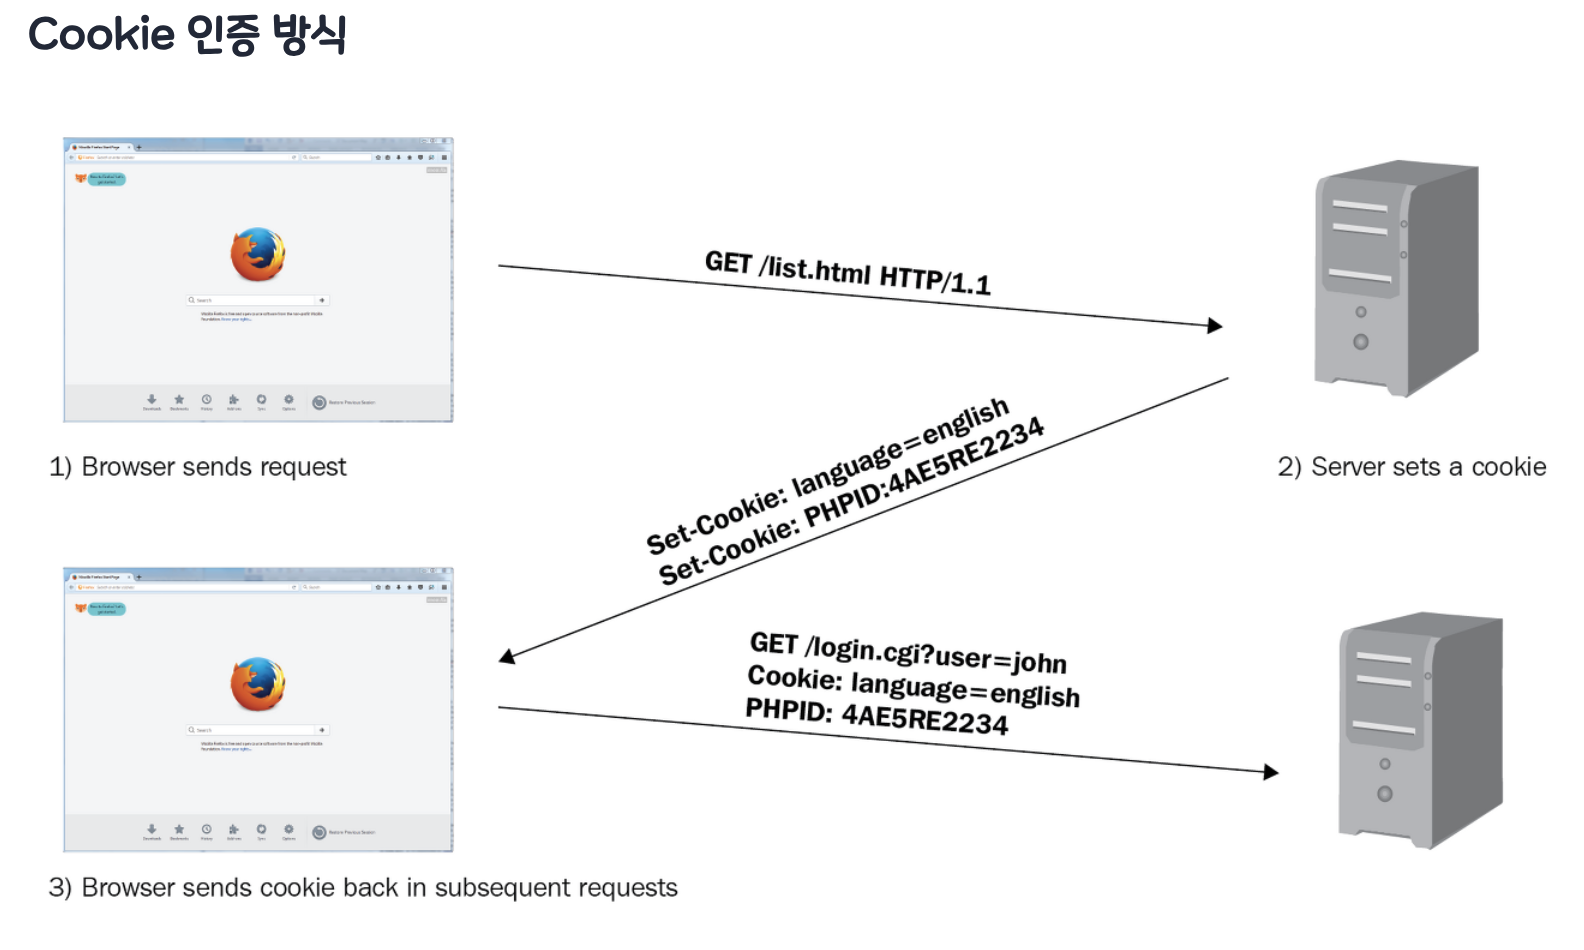 Cookie 인증 방식
GET /list.html HTTP/1.1
1) Browser sends request
2) Server sets a cookie
Set-Cookie: language=english
Set-Cookie: PHPID:4AE5RE2234
GET /login.cgi?user=john
Cookie: language=english
PHPID: 4AE5RE2234
3) Browser sends cookie back in subsequent requests